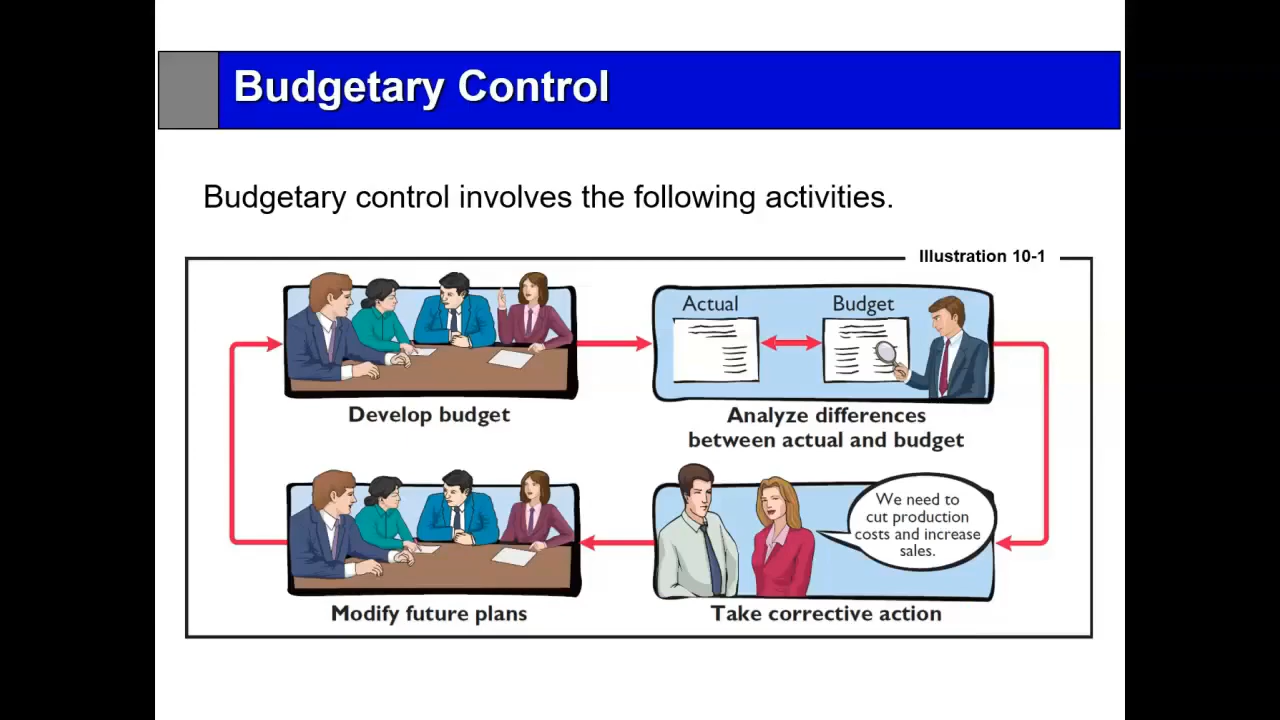 Budgetary Control
Budgetary control involves the following activities.
Illustration 10-1
Develop budget
Actual
Budget
Analyze differences
between actual and budget
We need to
cut production
costs and increase
sales.
Take corrective action
Modify future plans